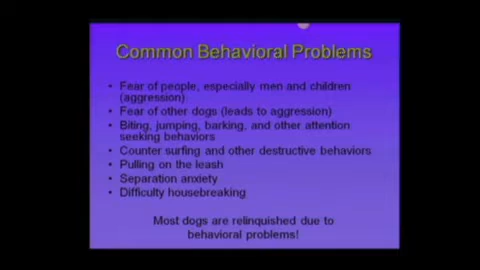 Common Behavioral Problems
• Fear of people, especially men and children
(aggression)
• Fear of other dogs (leads to aggression)
• Biting, jumping, barking, and other attention
seeking behaviors
• Counter surfing and other destructive behaviors
• Pulling on the leash
• Separation anxiety
• Difficulty housebreaking
Most dogs are relinquished due to
behavioral problems!